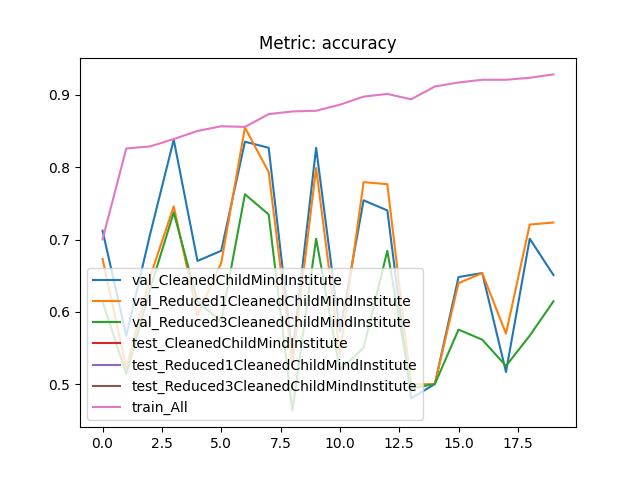 Metric: accuracy
0.9
0.8
0.7
0.6
0.5
val_CleanedChildMindInstitute
val_Reduced1CleanedChildMindInstitute
val_Reduced3CleanedChildMindInstitute
test_CleanedChildMindInstitute
test_Reduced1CleanedChildMindInstitute
test_Reduced3CleanedChildMindInstitute
train_All
0.0 2.5 5.0 7.5 10.0 12.5 15.0 17.5